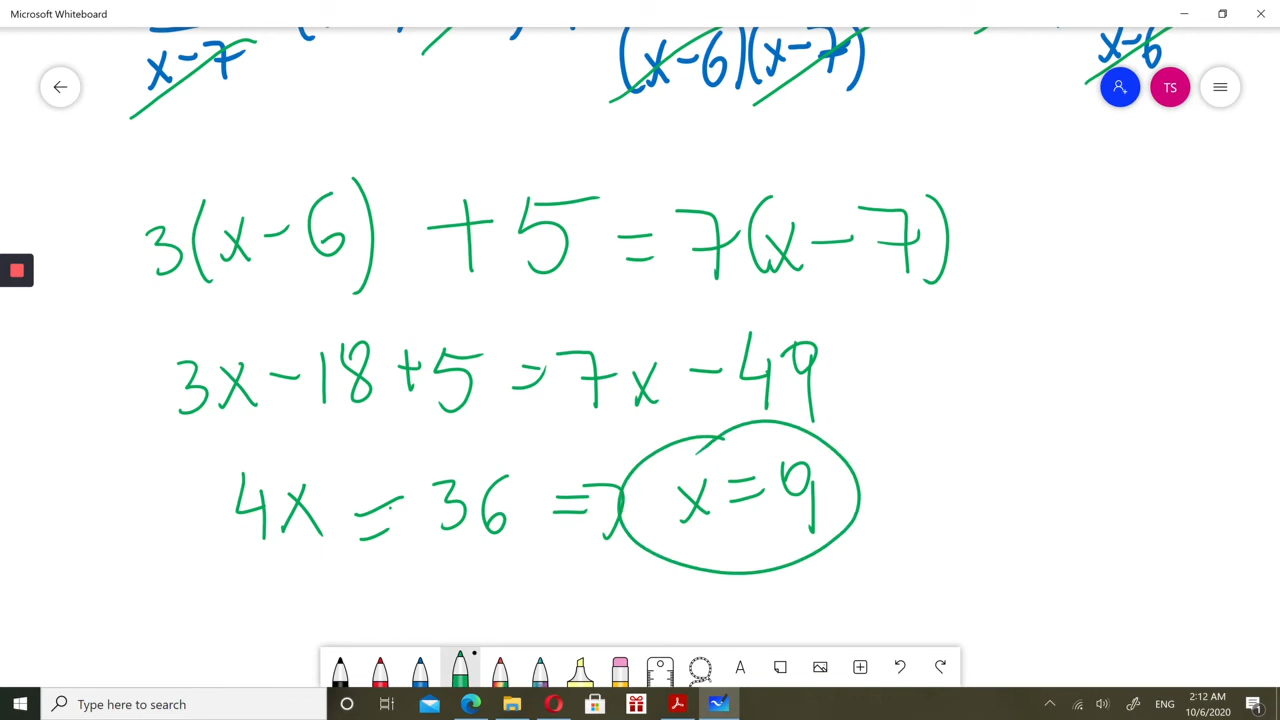 Microsoft Whiteboard
x-7
(x-6)(x-7)
x-6
TS
3(x-6) +5=7(x-7)
3x-18+5=7x-49
4x=36 => x=9
A
Type here to search
ENG
2:12 AM
10/6/2020
1